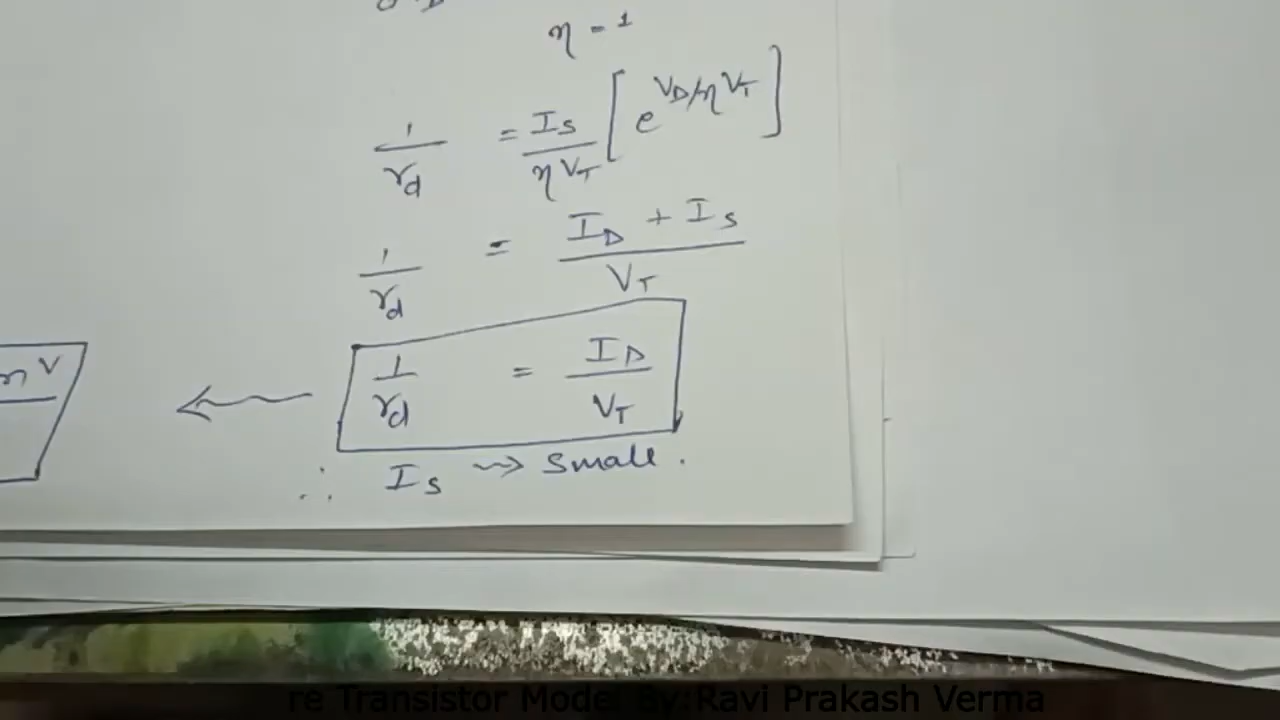 η = 1
1/r_d = I_S/ηV_T [e^{V_D/ηV_T}]
1/r_d = (I_D + I_S)/V_T
mV
1/r_d = I_D/V_T
∴ I_S ⇝ small.
re Transistor Model By:Ravi Prakash Verma